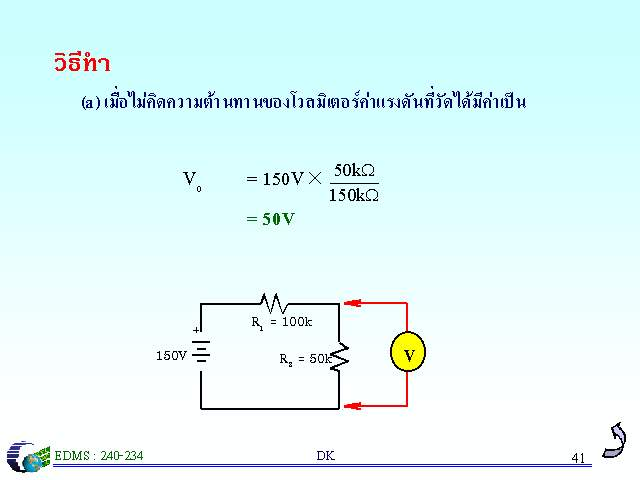 วิธีทำ
(a) เมื่อไม่คิดความต้านทานของโวลมิเตอร์ค่าแรงดันที่วัดได้มีค่าเป็น
Vo = 150V × 50kΩ / 150kΩ
= 50V
R1 = 100k
+
150V
R2 = 50k
V
EDMS : 240-234 DK 41